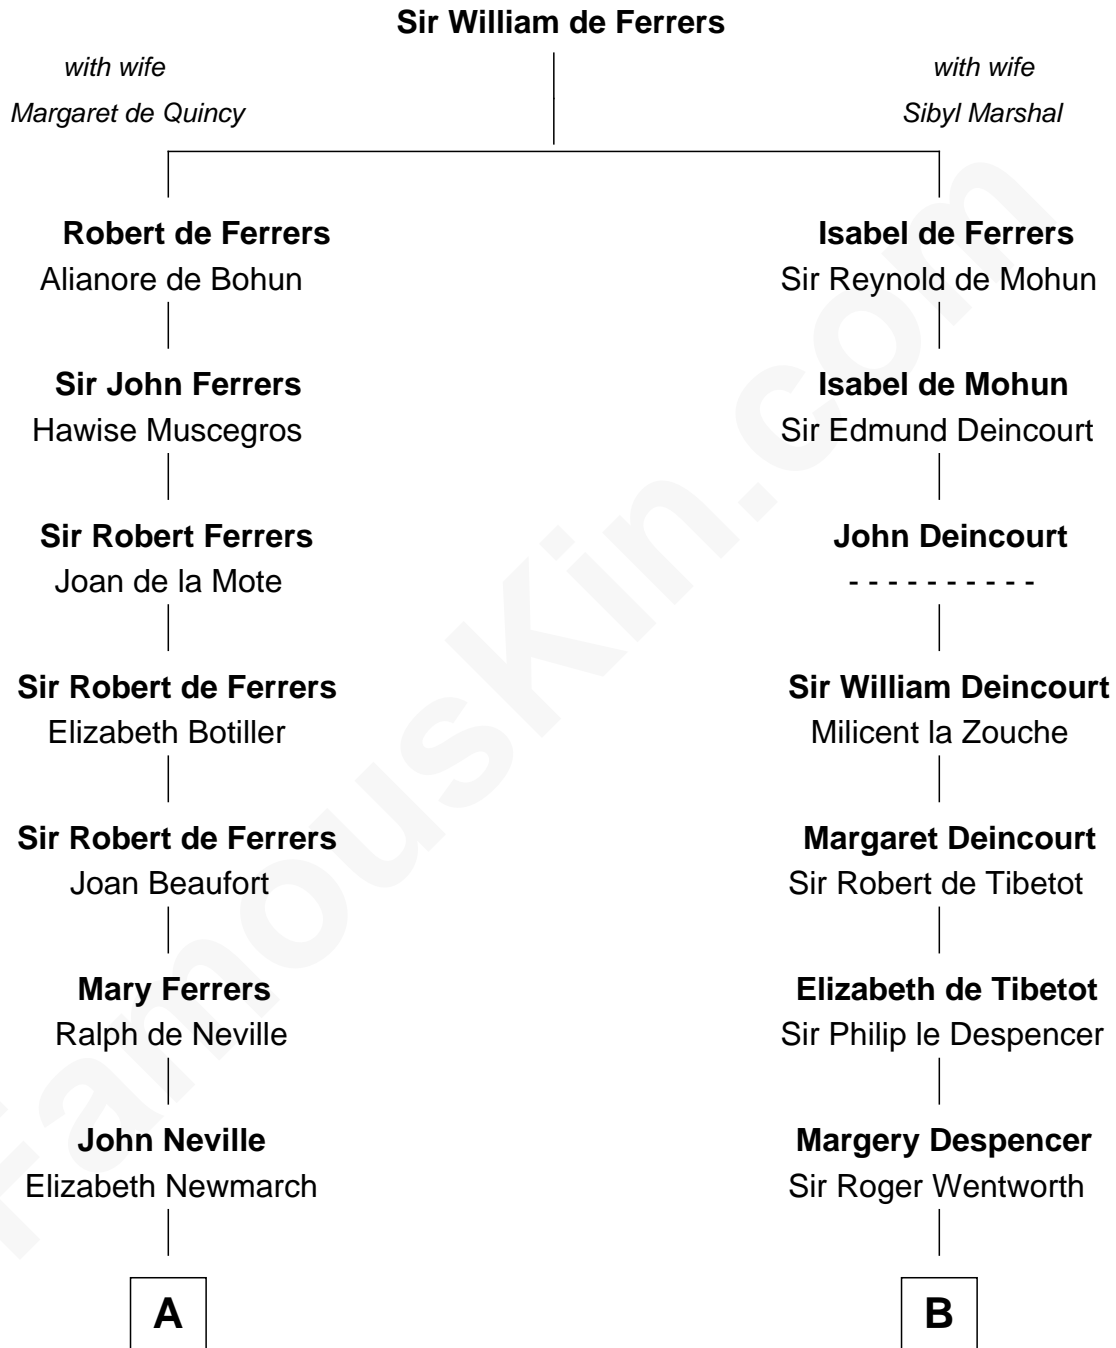 Sir William de Ferrers
with wife
Margaret de Quincy
with wife
Sibyl Marshal
Robert de Ferrers
Alianore de Bohun
Isabel de Ferrers
Sir Reynold de Mohun
Sir John Ferrers
Hawise Muscegros
Isabel de Mohun
Sir Edmund Deincourt
Sir Robert Ferrers
Joan de la Mote
John Deincourt
- - - - - - - - - -
Sir Robert de Ferrers
Elizabeth Botiller
Sir William Deincourt
Milicent la Zouche
Sir Robert de Ferrers
Joan Beaufort
Margaret Deincourt
Sir Robert de Tibetot
Mary Ferrers
Ralph de Neville
Elizabeth de Tibetot
Sir Philip le Despencer
John Neville
Elizabeth Newmarch
Margery Despencer
Sir Roger Wentworth
A
B
FamousKin.com